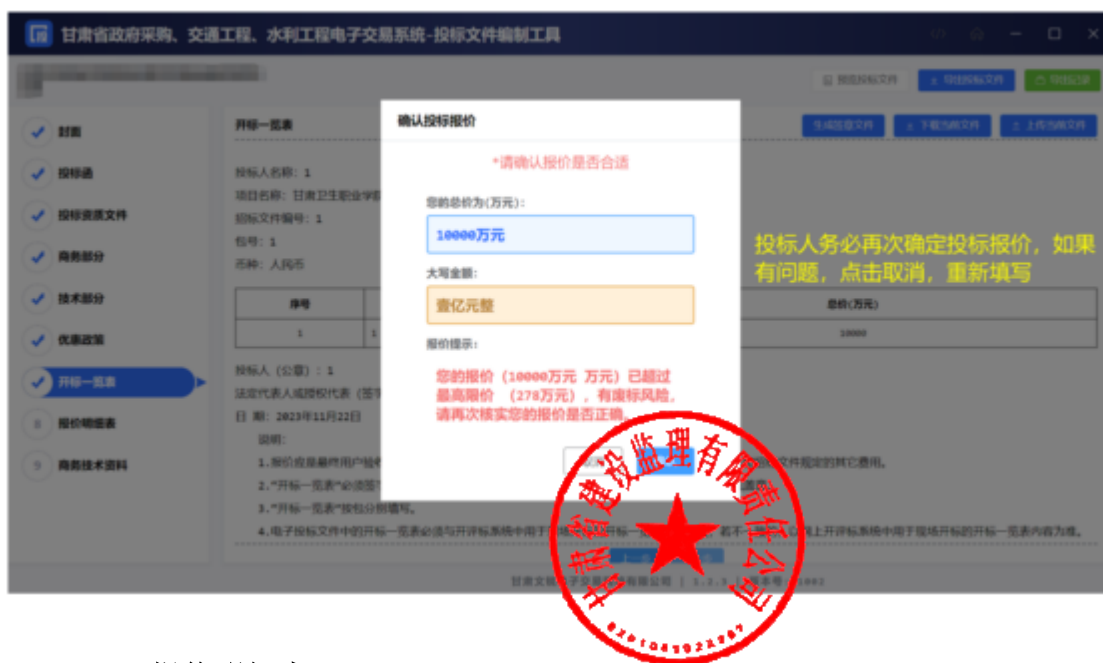 甘肃省政府采购、交通工程、水利工程电子交易系统-投标文件编制工具
预览投标文件
导出投标文件
封面
投标函
投标资质文件
商务部分
技术部分
优惠政策
开标一览表
8 报价明细表
9 商务技术资料
开标一览表
生成签章文件
下载当前文件
上传当前文件
投标人名称: 1
项目名称: 甘肃卫生职业学院
招标文件编号: 1
包号: 1
币种: 人民币
序号
总价(万元)
1
1
10000
投标人 (公章) : 1
法定代表人或授权代表 (签字
日 期: 2023年11月22日
说明:
1.报价应是最终用户验收
文件规定的其它费用。
2."开标一览表"必须签
3."开标一览表"按包分别填写。
4.电子投标文件中的开标一览表必须与开评标系统中用于
上开评标系统中用于现场开标的开标一览表内容为准。
确认投标报价
*请确认报价是否合适
您的总价为(万元):
10000万元
大写金额:
壹亿元整
报价提示:
您的报价 (10000万元 万元) 已超过
最高限价 (278万元) , 有废标风险,
请再次核实您的报价是否正确。
投标人务必再次确定投标报价, 如果
有问题, 点击取消, 重新填写
甘肃省建设监理有限责任公司